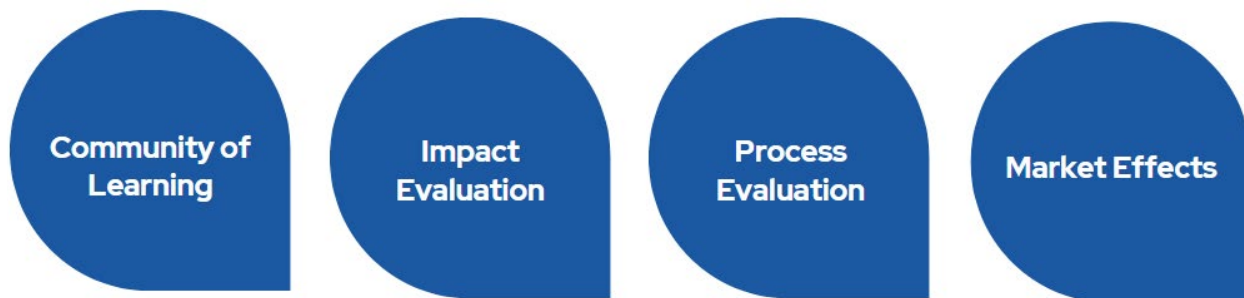 Community of
Learning
Impact
Evaluation
Process
Evaluation
Market Effects